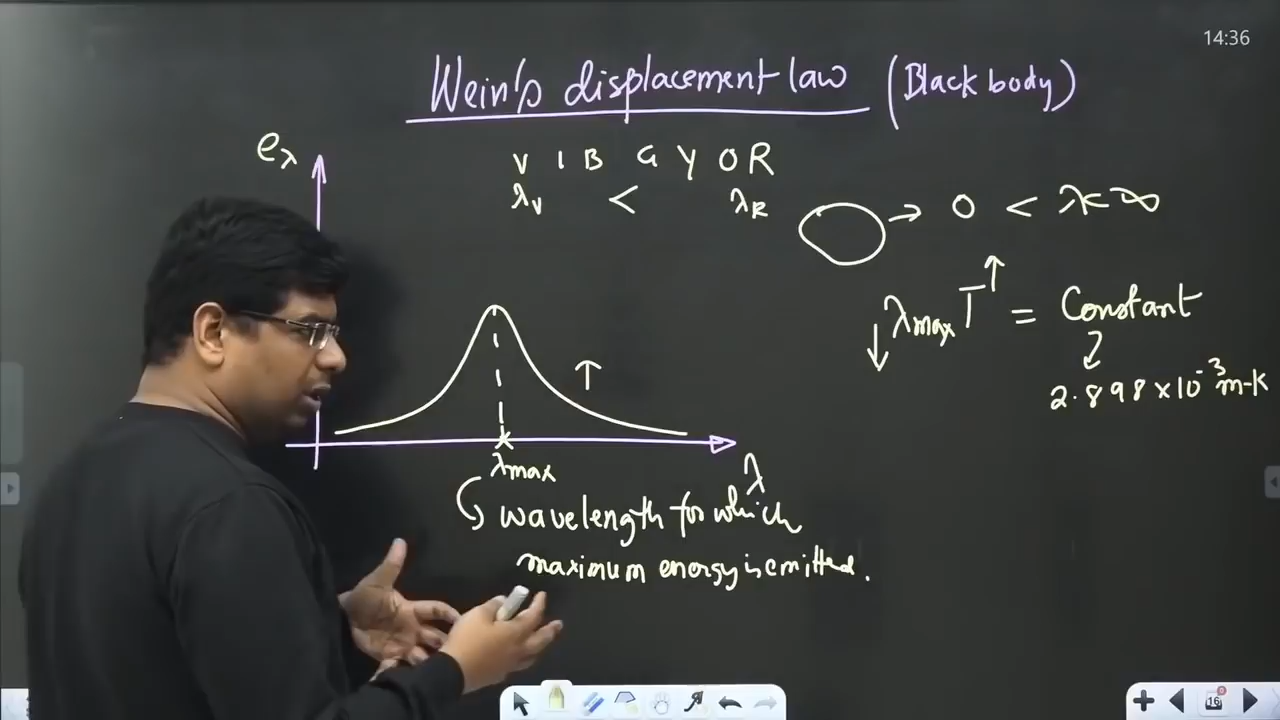 14:36
Wein's displacement law (Black body)
eλ
V I B G Y O R
λV < λR
→ 0 < λ < ∞
↓ λmax T ↑ = Constant
2.898 × 10⁻³ m-K
↑
λmax
λ
wavelength for which
maximum energy is emitted.
16